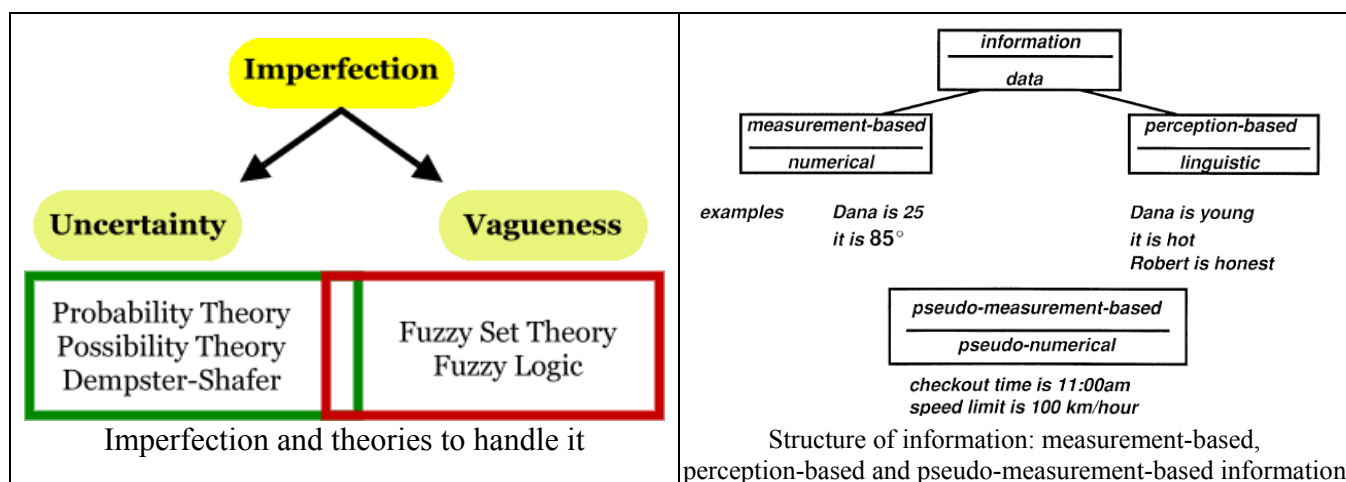 Imperfection
Uncertainty
Vagueness
Probability Theory
Possibility Theory
Dempster-Shafer
Fuzzy Set Theory
Fuzzy Logic
Imperfection and theories to handle it
information
data
measurement-based
numerical
perception-based
linguistic
examples
Dana is 25
it is 85°
Dana is young
it is hot
Robert is honest
pseudo-measurement-based
pseudo-numerical
checkout time is 11:00am
speed limit is 100 km/hour
Structure of information: measurement-based,
perception-based and pseudo-measurement-based information